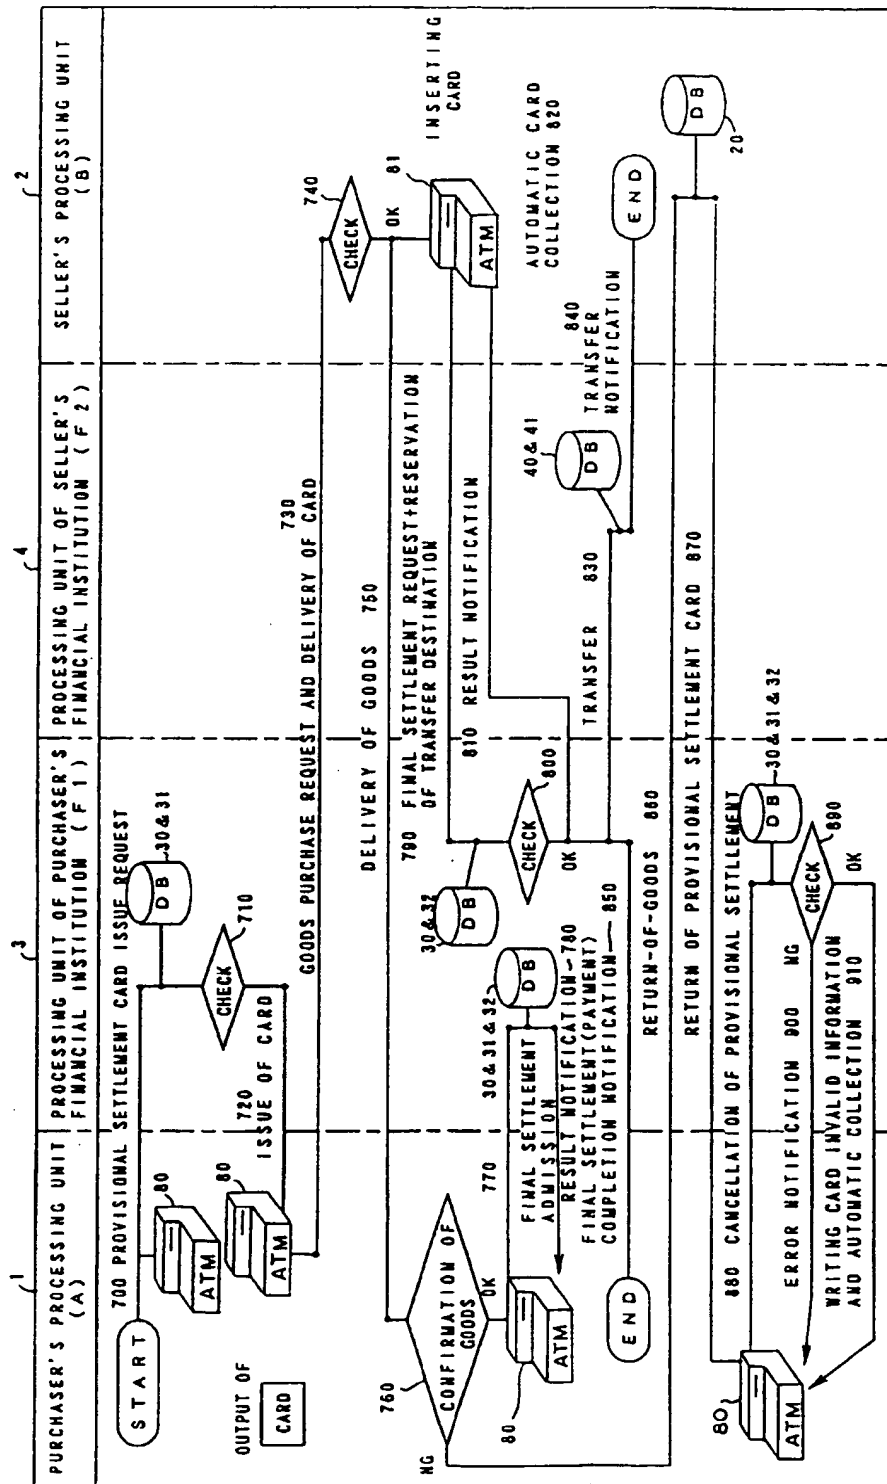 1
PURCHASER'S PROCESSING UNIT
(A)
3
PROCESSING UNIT OF PURCHASER'S
FINANCIAL INSTITUTION (F1)
4
PROCESSING UNIT OF SELLER'S
FINANCIAL INSTITUTION (F2)
2
SELLER'S PROCESSING UNIT
(B)
START
700 PROVISIONAL SETTLEMENT CARD ISSUE REQUEST
80
ATM
DB
30&31
710
CHECK
OUTPUT OF
CARD
80
ATM
720
ISSUE OF CARD
730
GOODS PURCHASE REQUEST AND DELIVERY OF CARD
740
CHECK
OK
DELIVERY OF GOODS 750
760
CONFIRMATION OF
GOODS
NG
OK
790 FINAL SETTLEMENT REQUEST+RESERVATION
OF TRANSFER DESTINATION
81
ATM
INSERTING
CARD
810 RESULT NOTIFICATION
30&32
DB
800
CHECK
OK
AUTOMATIC CARD
COLLECTION 820
80
ATM
770
FINAL SETTLEMENT
ADMISSION
30&31&32
DB
RESULT NOTIFICATION 780
FINAL SETTLEMENT(PAYMENT)
COMPLETION NOTIFICATION 850
TRANSFER 830
40&41
DB
840
TRANSFER
NOTIFICATION
END
END
RETURN-OF-GOODS 860
RETURN OF PROVISIONAL SETTLEMENT CARD 870
DB
20
80
ATM
880 CANCELLATION OF PROVISIONAL SETTLLEMENT
DB
30&31&32
890
CHECK
OK
ERROR NOTIFICATION 900 NG
WRITING CARD INVALID INFORMATION
AND AUTOMATIC COLLECTION 910